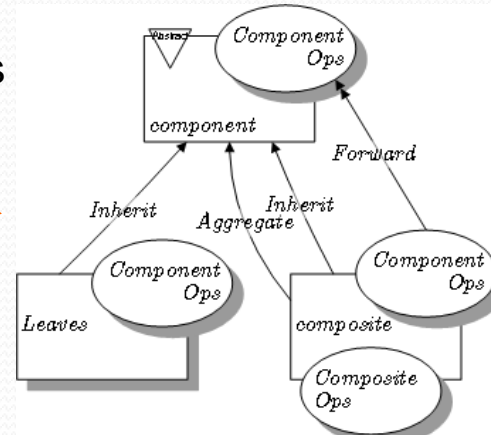 s
Abstract
Component
Ops
component
Forward
Inherit
Inherit
Aggregate
Component
Ops
Component
Ops
Leaves
composite
Composite
Ops